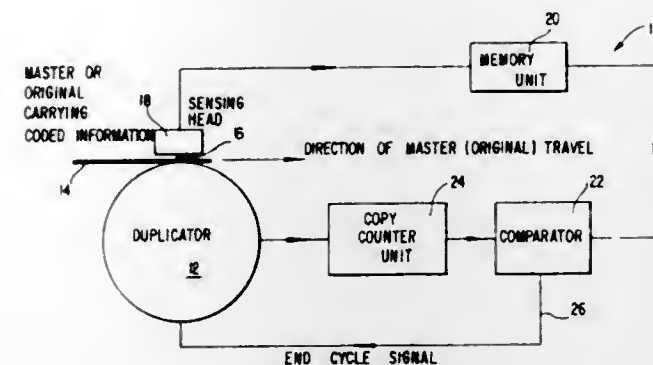 20
MEMORY
UNIT
MASTER OR
ORIGINAL
CARRYING
CODED INFORMATION
18
SENSING
HEAD
16
DIRECTION OF MASTER (ORIGINAL) TRAVEL
14
24
22
DUPLICATOR
12
COPY
COUNTER
UNIT
COMPARATOR
26
END CYCLE SIGNAL